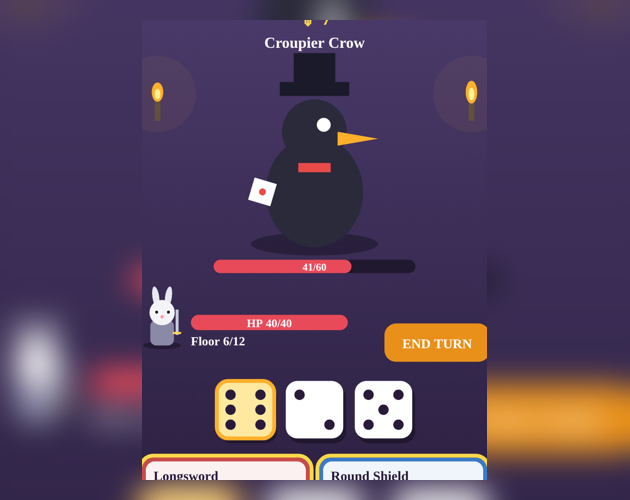 Croupier Crow
41/60
HP 40/40
Floor 6/12
END TURN
Longsword
Round Shield